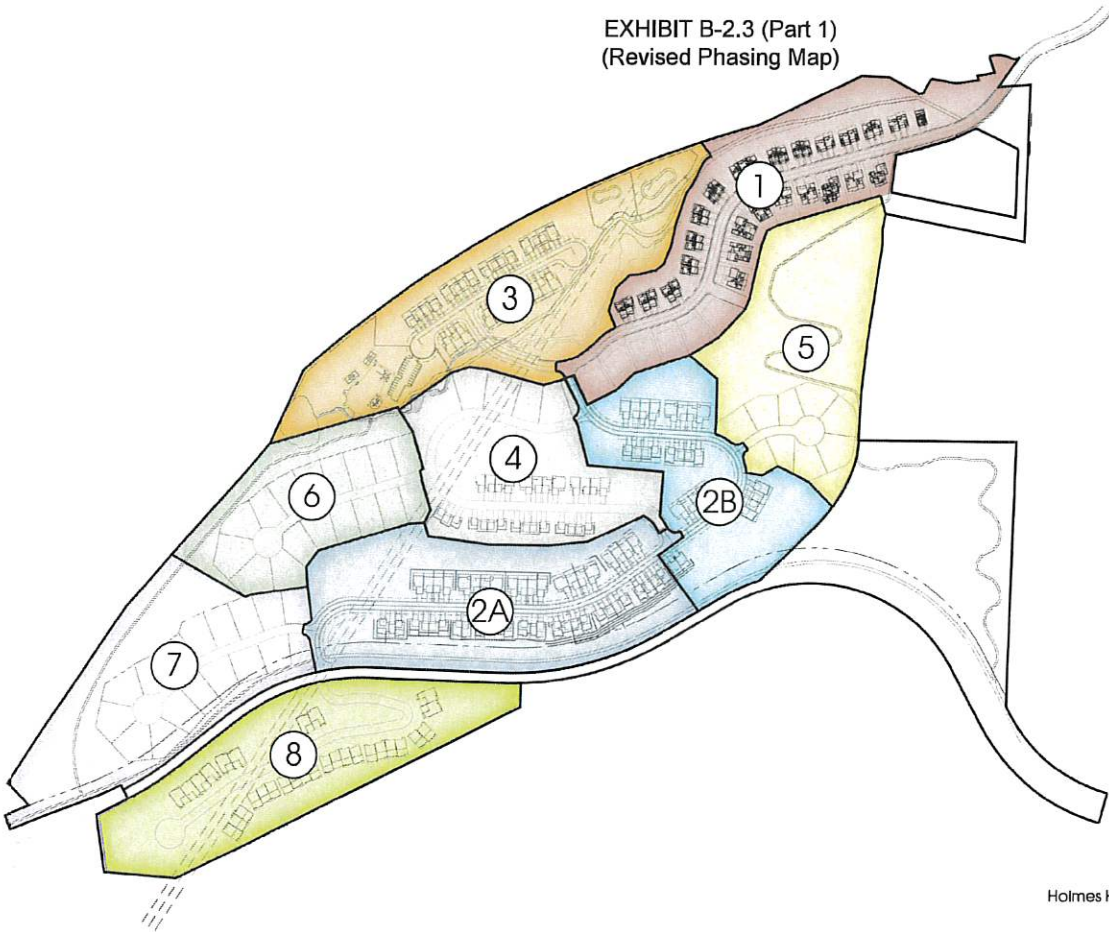 EXHIBIT B-2.3 (Part 1)
(Revised Phasing Map)
1
3
5
4
6
2B
2A
7
8
Holmes